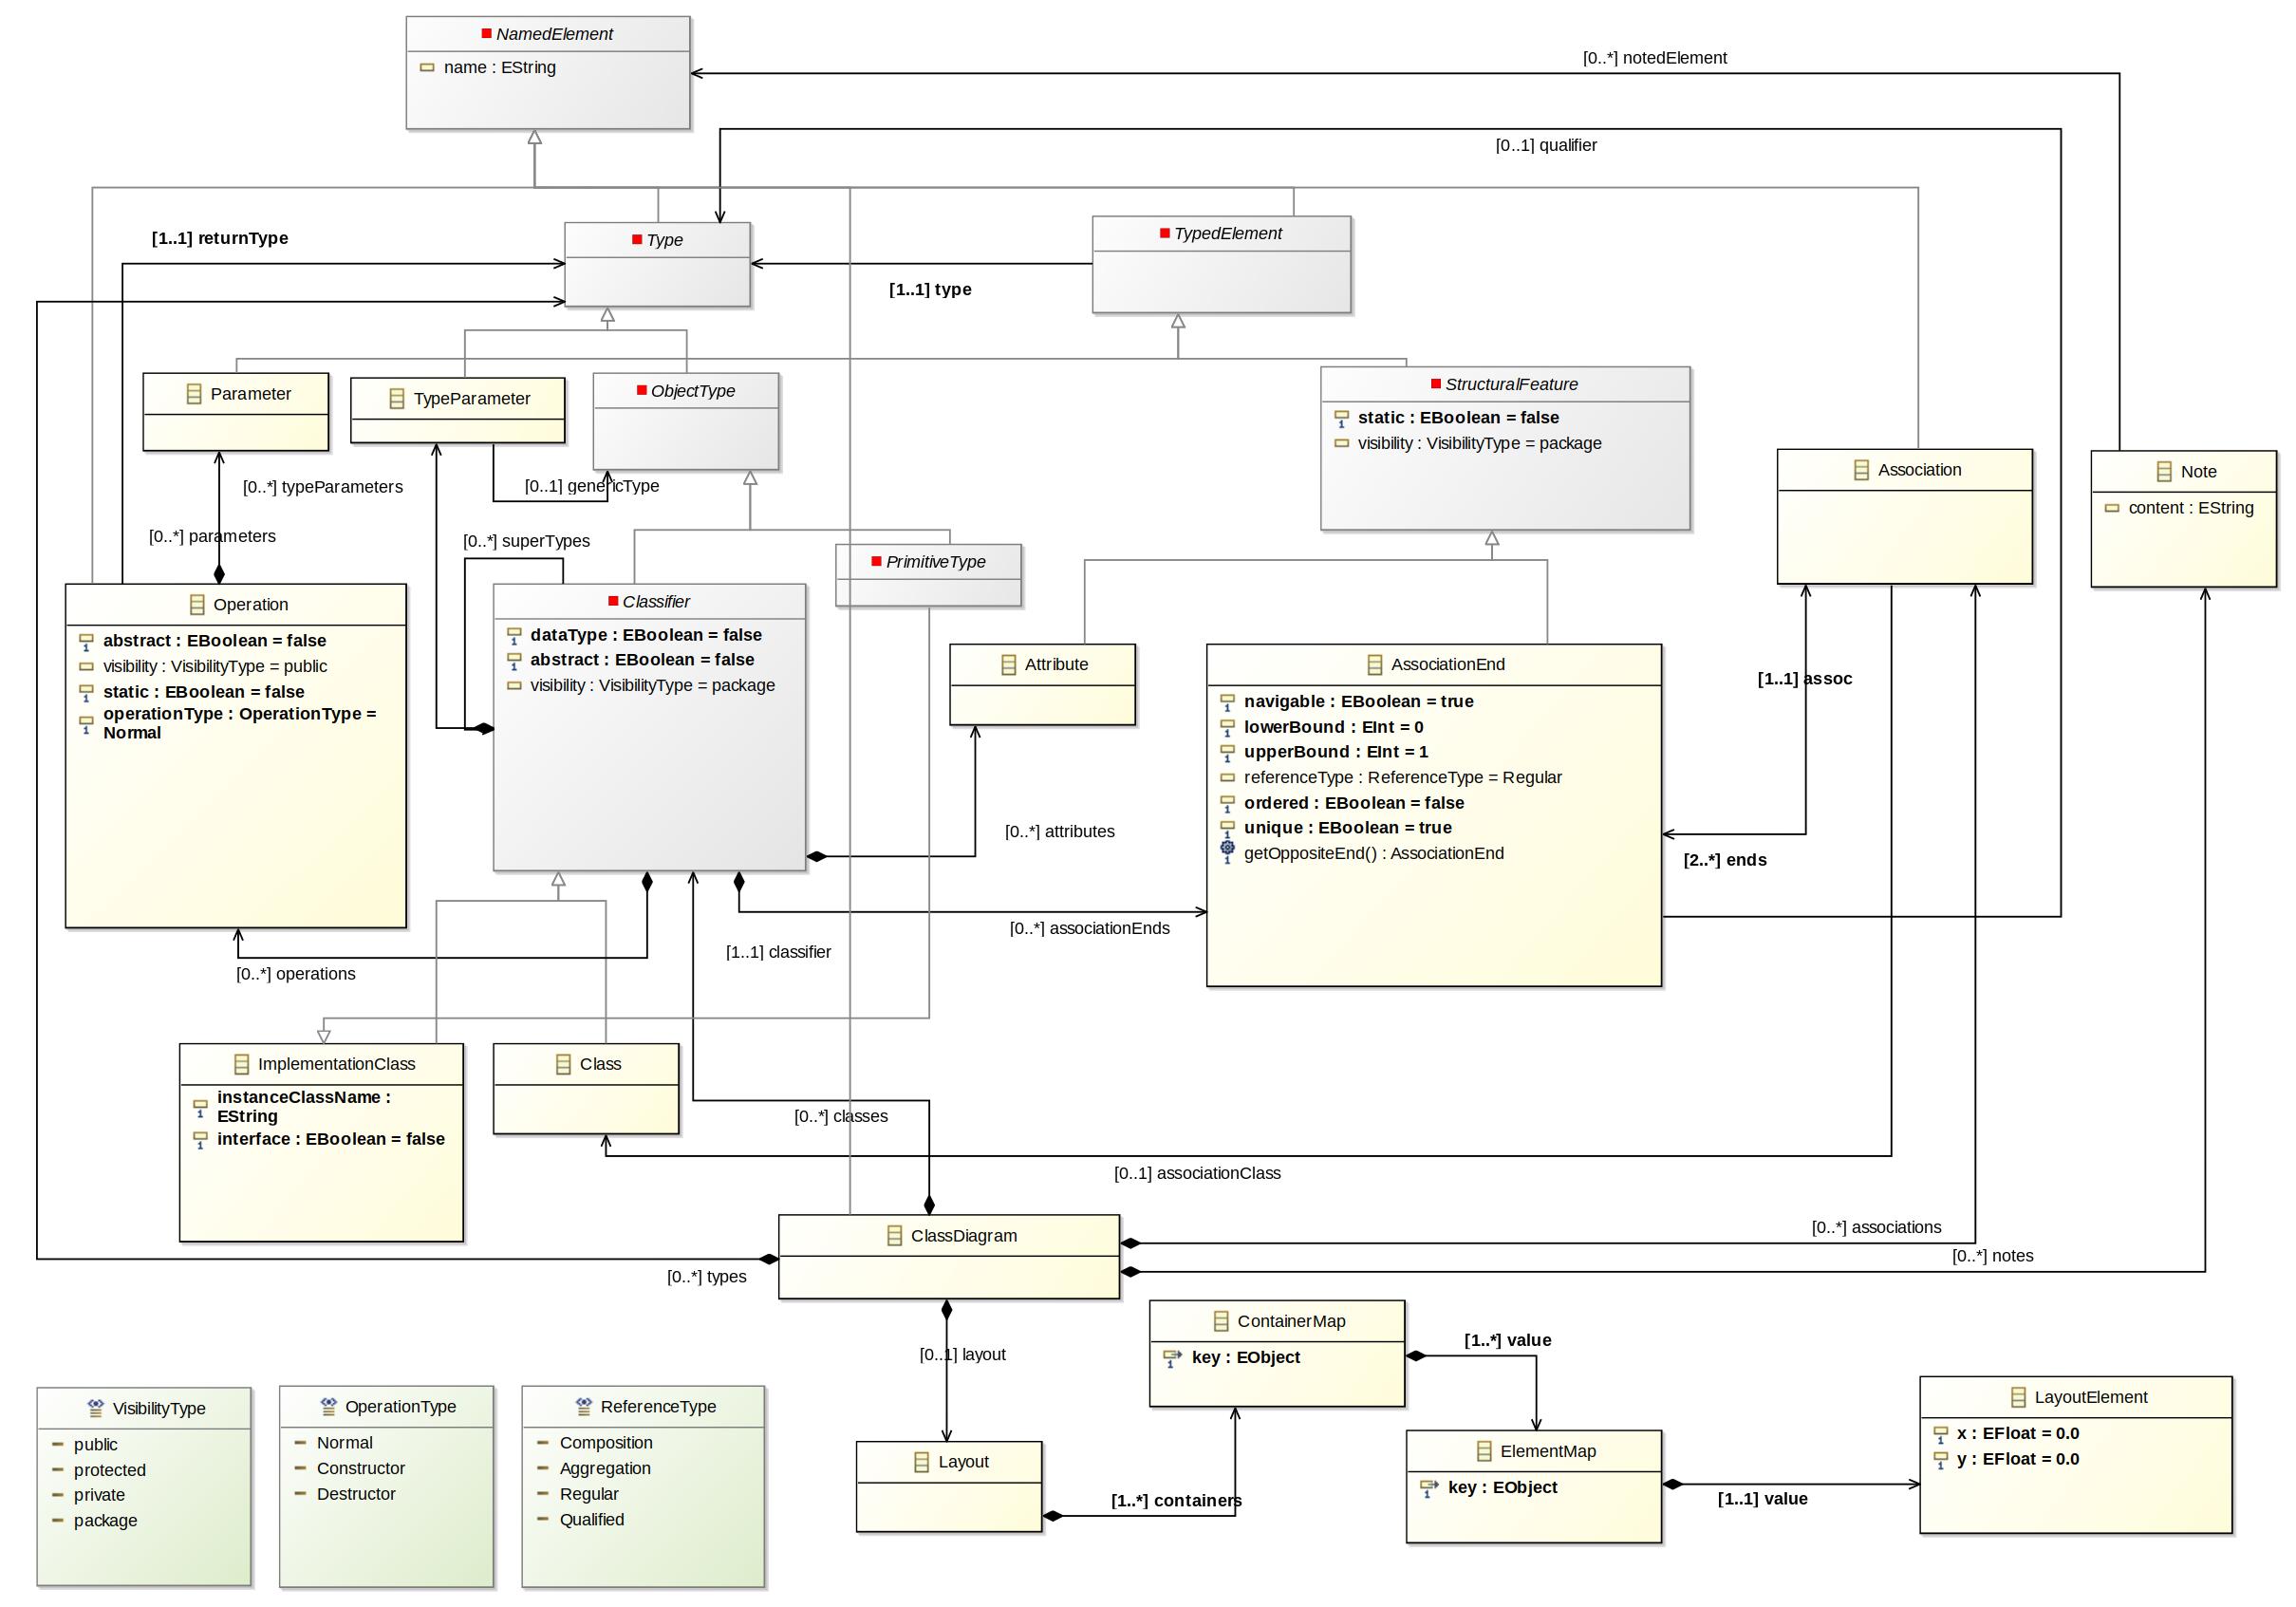 NamedElement
name : EString
[0..*] notedElement
[0..1] qualifier
[1..1] returnType
Type
TypedElement
[1..1] type
Parameter
TypeParameter
ObjectType
StructuralFeature
static : EBoolean = false
visibility : VisibilityType = package
Association
Note
content : EString
[0..*] typeParameters
[0..1] genericType
[0..*] parameters
[0..*] superTypes
PrimitiveType
Operation
abstract : EBoolean = false
visibility : VisibilityType = public
static : EBoolean = false
operationType : OperationType =
Normal
Classifier
dataType : EBoolean = false
abstract : EBoolean = false
visibility : VisibilityType = package
Attribute
AssociationEnd
navigable : EBoolean = true
lowerBound : EInt = 0
upperBound : EInt = 1
referenceType : ReferenceType = Regular
ordered : EBoolean = false
unique : EBoolean = true
getOppositeEnd() : AssociationEnd
[1..1] assoc
[0..*] attributes
[2..*] ends
[0..*] associationEnds
[1..1] classifier
[0..*] operations
ImplementationClass
instanceClassName :
EString
interface : EBoolean = false
Class
[0..*] classes
[0..1] associationClass
ClassDiagram
[0..*] associations
[0..*] notes
[0..*] types
[0..1] layout
ContainerMap
key : EObject
[1..*] value
VisibilityType
public
protected
private
package
OperationType
Normal
Constructor
Destructor
ReferenceType
Composition
Aggregation
Regular
Qualified
Layout
[1..*] containers
ElementMap
key : EObject
[1..1] value
LayoutElement
x : EFloat = 0.0
y : EFloat = 0.0